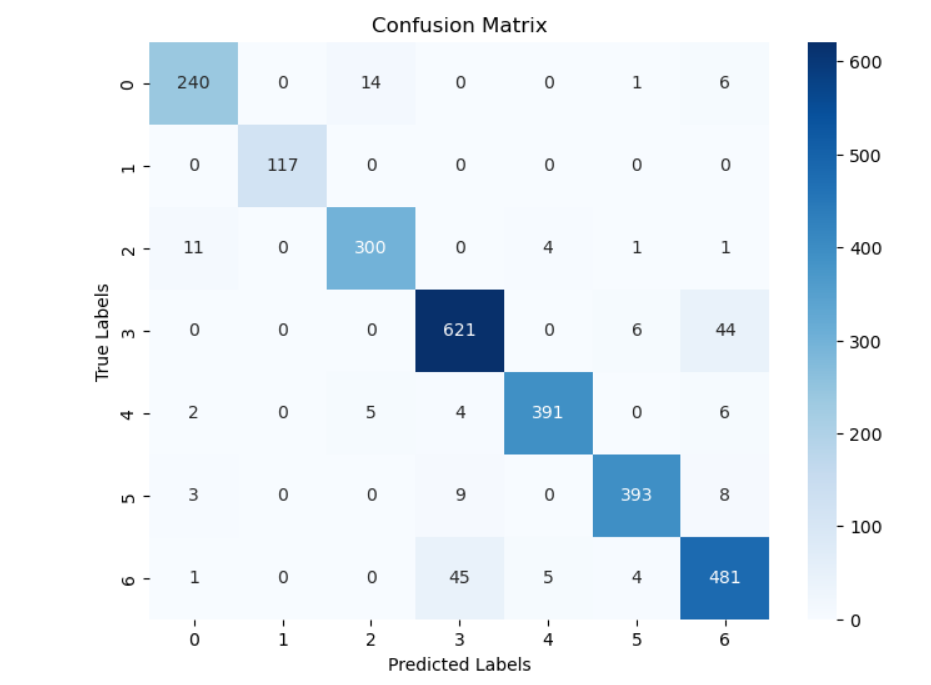 Confusion Matrix
0 240 0 14 0 0 1 6
1 0 117 0 0 0 0 0
2 11 0 300 0 4 1 1
3 0 0 0 621 0 6 44
4 2 0 5 4 391 0 6
5 3 0 0 9 0 393 8
6 1 0 0 45 5 4 481
0 1 2 3 4 5 6
Predicted Labels
True Labels
600
500
400
300
200
100
0